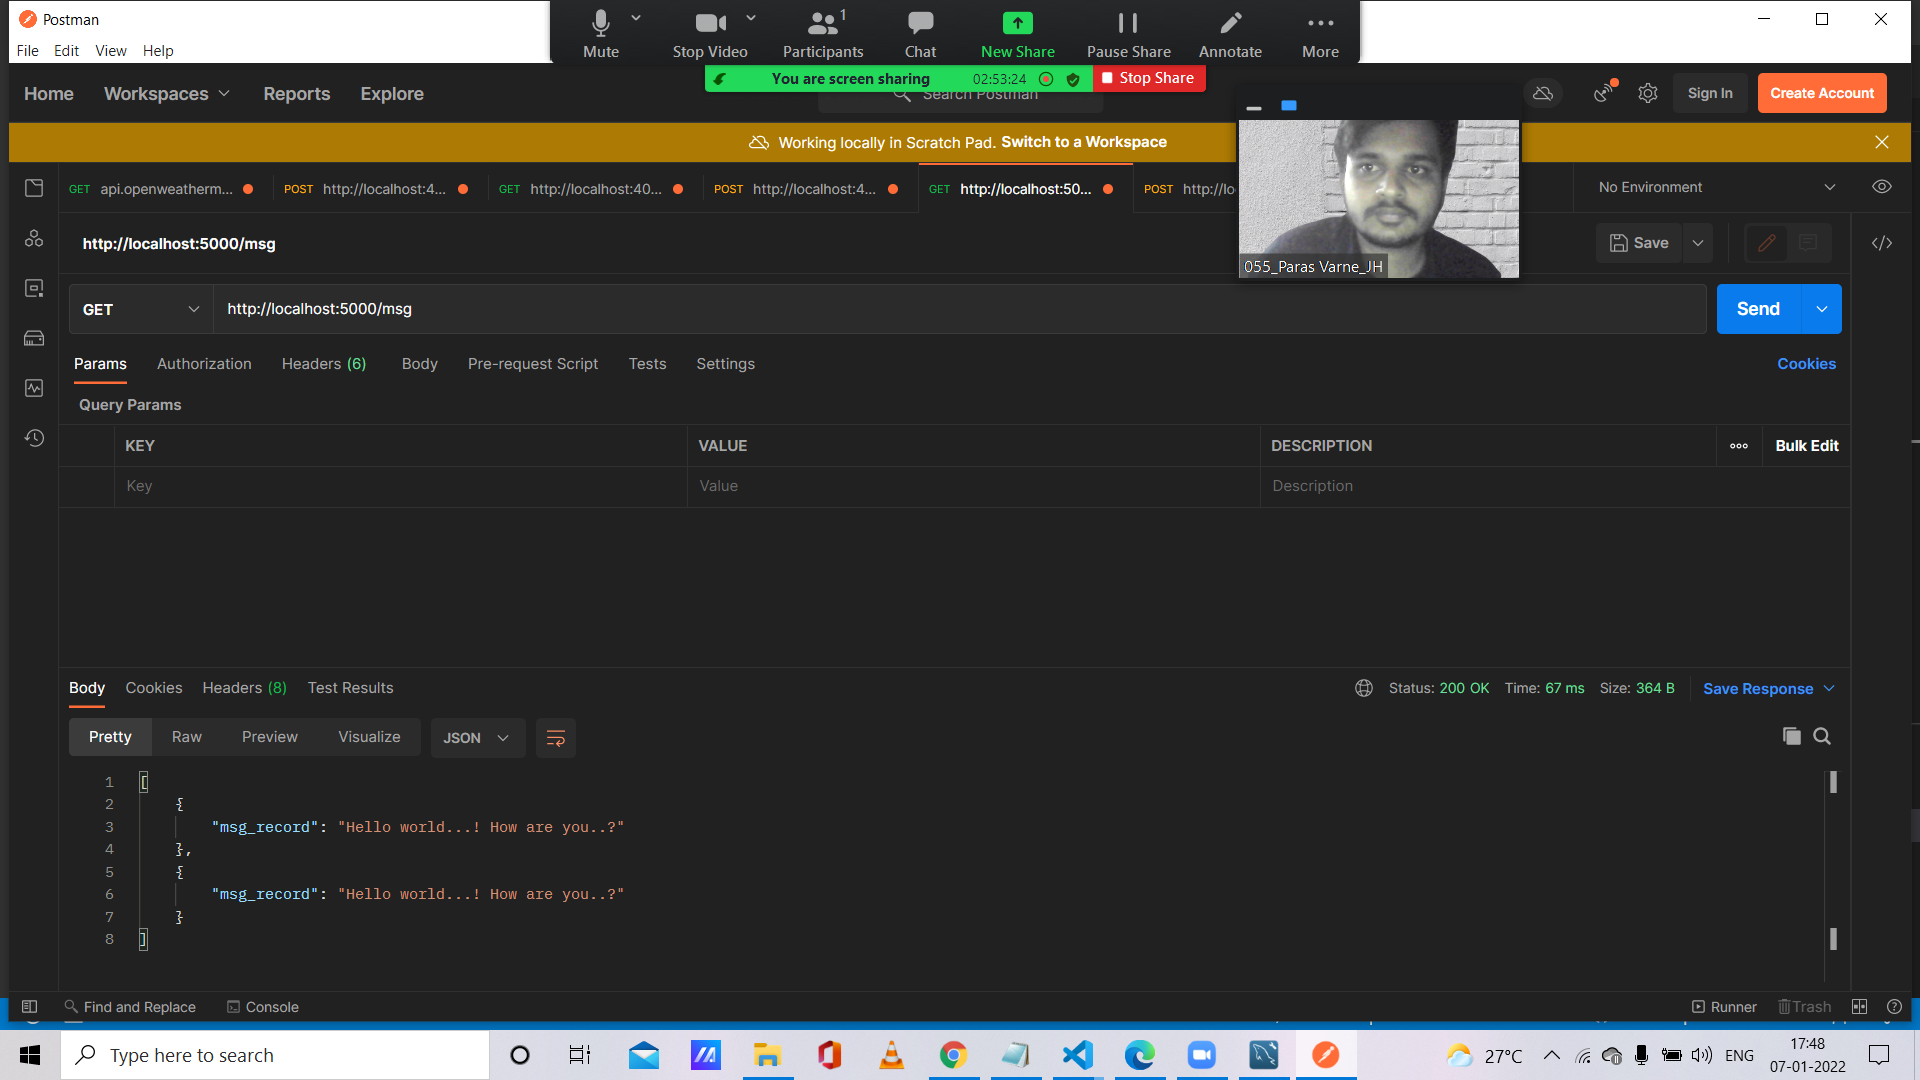 Postman
File Edit View Help
Mute Stop Video Participants 1 Chat New Share Pause Share Annotate More
You are screen sharing 02:53:24 Stop Share
Home Workspaces Reports Explore Search Postman Sign In Create Account
Working locally in Scratch Pad. Switch to a Workspace
GET api.openweatherm... POST http://localhost:4... GET http://localhost:40... POST http://localhost:4... GET http://localhost:50... POST http://lo
No Environment
http://localhost:5000/msg
Save
055_Paras Varne_JH
GET http://localhost:5000/msg Send
Params Authorization Headers (6) Body Pre-request Script Tests Settings Cookies
Query Params
KEY VALUE DESCRIPTION ooo Bulk Edit
Key Value Description
Body Cookies Headers (8) Test Results Status: 200 OK Time: 67 ms Size: 364 B Save Response
Pretty Raw Preview Visualize JSON
1 [
2 {
3 "msg_record": "Hello world...! How are you..?"
4 },
5 {
6 "msg_record": "Hello world...! How are you..?"
7 }
8 ]
Find and Replace Console Runner Trash
Type here to search 27°C ENG 17:48
07-01-2022